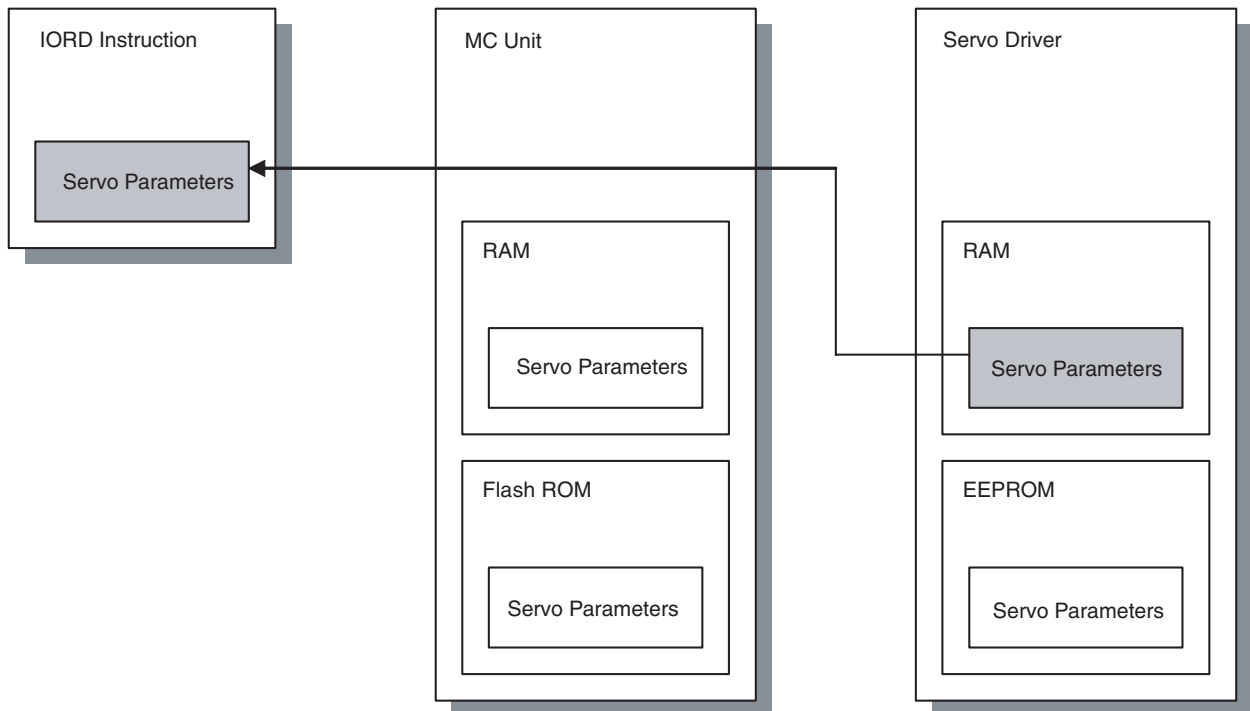 IORD Instruction
Servo Parameters
MC Unit
RAM
Servo Parameters
Flash ROM
Servo Parameters
Servo Driver
RAM
Servo Parameters
EEPROM
Servo Parameters